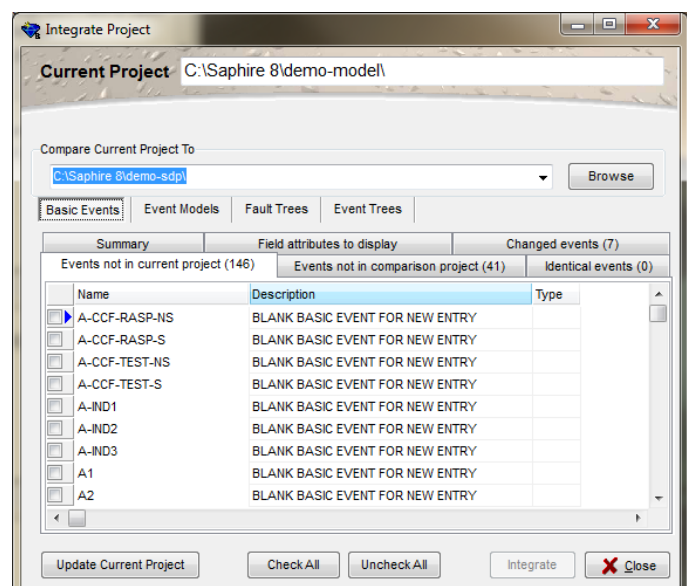 Integrate Project
Current Project C:\Saphire 8\demo-model\
Compare Current Project To
C:\Saphire 8\demo-sdp\ Browse
Basic Events Event Models Fault Trees Event Trees
Summary Field attributes to display Changed events (7)
Events not in current project (146) Events not in comparison project (41) Identical events (0)
Name Description Type
A-CCF-RASP-NS BLANK BASIC EVENT FOR NEW ENTRY
A-CCF-RASP-S BLANK BASIC EVENT FOR NEW ENTRY
A-CCF-TEST-NS BLANK BASIC EVENT FOR NEW ENTRY
A-CCF-TEST-S BLANK BASIC EVENT FOR NEW ENTRY
A-IND1 BLANK BASIC EVENT FOR NEW ENTRY
A-IND2 BLANK BASIC EVENT FOR NEW ENTRY
A-IND3 BLANK BASIC EVENT FOR NEW ENTRY
A1 BLANK BASIC EVENT FOR NEW ENTRY
A2 BLANK BASIC EVENT FOR NEW ENTRY
Update Current Project Check All Uncheck All Integrate Close